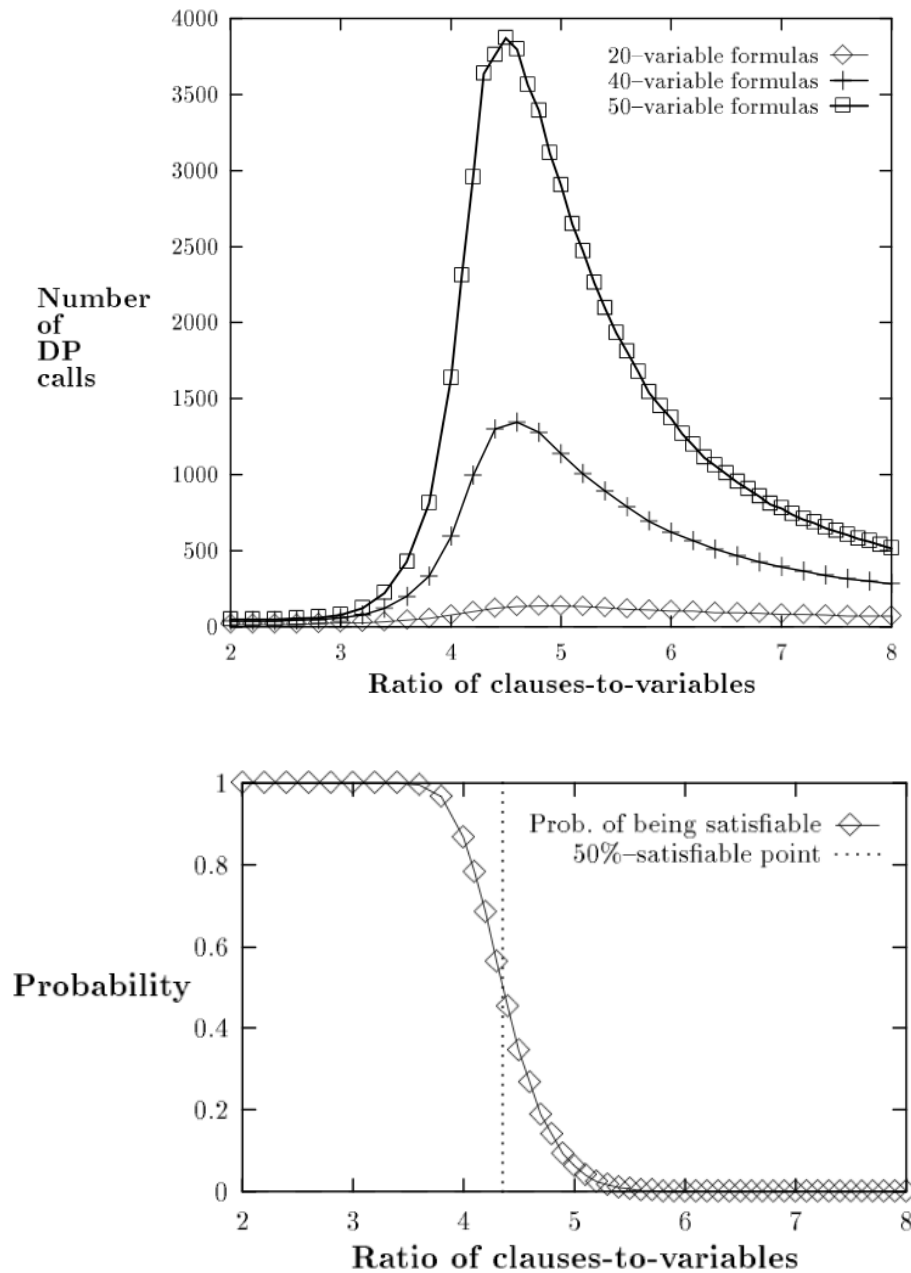 4000
3500
3000
2500
2000
1500
1000
500
0
20–variable formulas
40–variable formulas
50–variable formulas
Number
of
DP
calls
2 3 4 5 6 7 8
Ratio of clauses-to-variables
1
0.8
0.6
0.4
0.2
0
Prob. of being satisfiable
50%–satisfiable point
Probability
2 3 4 5 6 7 8
Ratio of clauses-to-variables